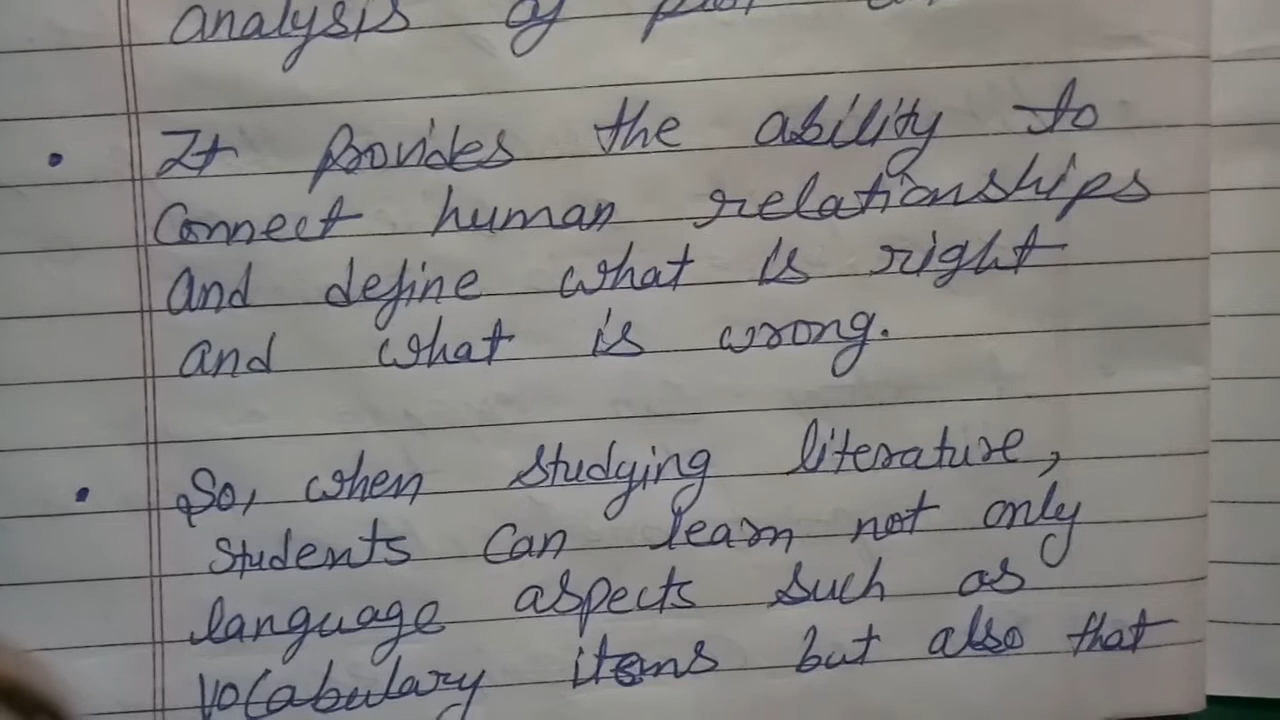 analysis of
It provides the ability to
Connect human relationships
and define what is right
and what is wrong.
So, when studying literature,
students can learn not only
language aspects such as
vocabulary items but also that